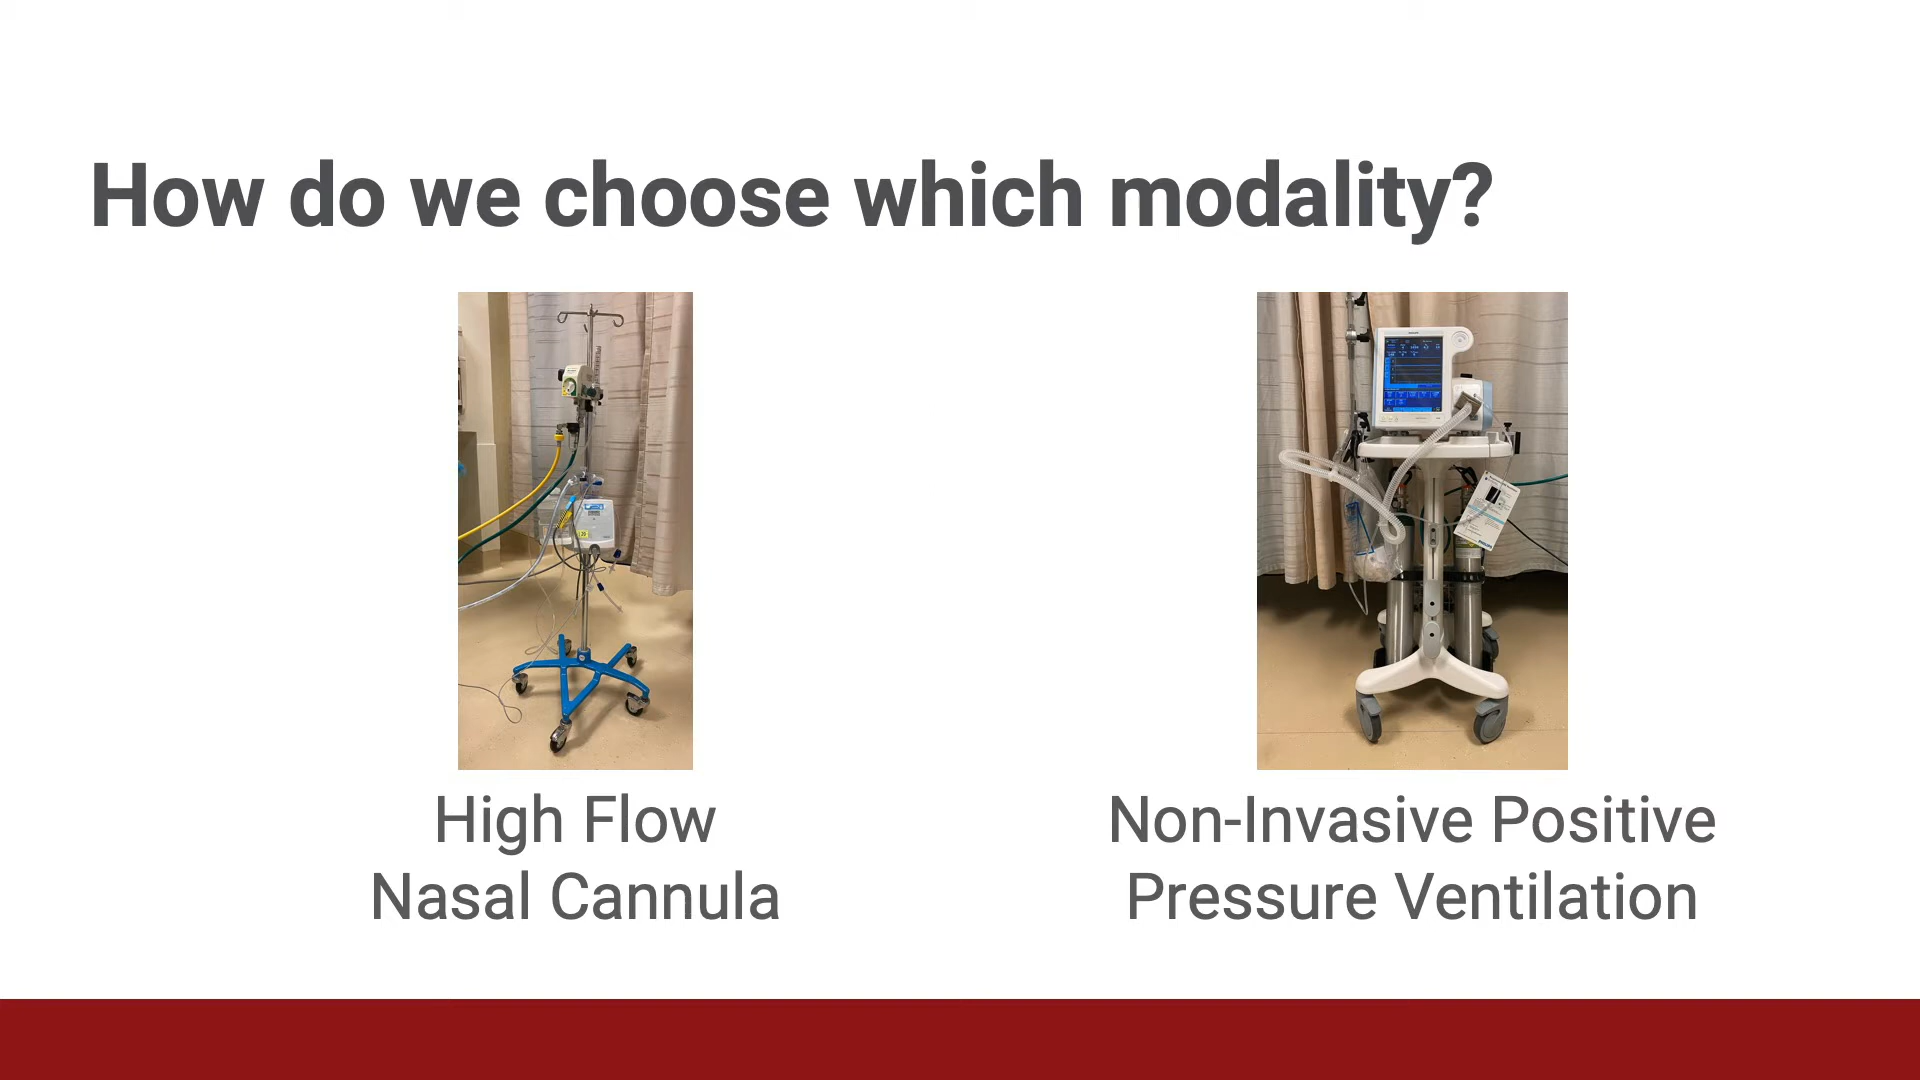 How do we choose which modality?
High Flow
Nasal Cannula
Non-Invasive Positive
Pressure Ventilation